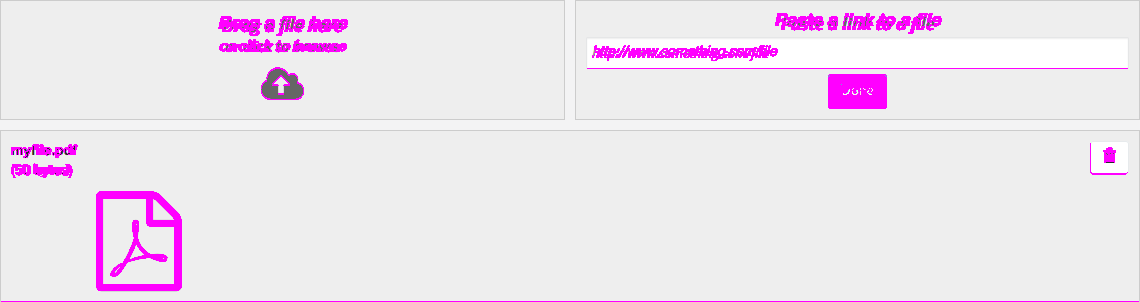 Drag a file here
or click to browse
Paste a link to a file
http://www.something.com/file
Done
myfile.pdf
(50 bytes)